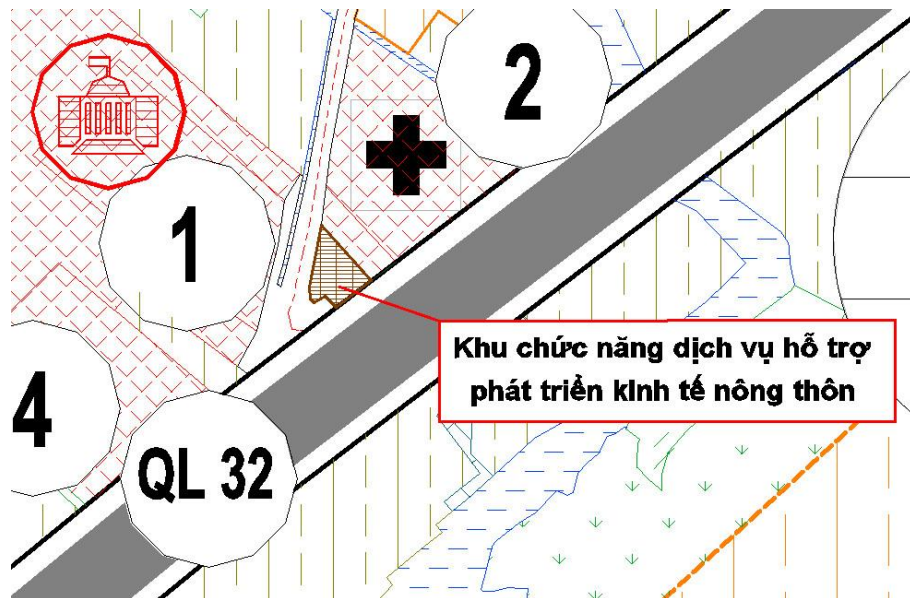 2
1
Khu chức năng dịch vụ hỗ trợ
phát triển kinh tế nông thôn
4
QL 32